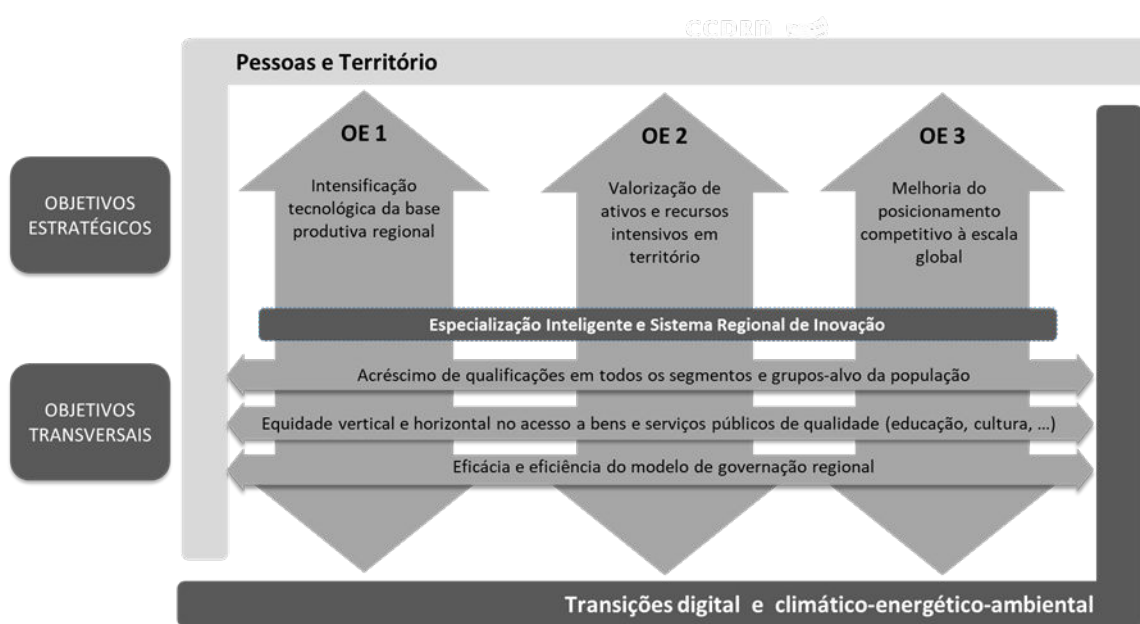 Pessoas e Território
OE 1
Intensificação
tecnológica da base
produtiva regional
OE 2
Valorização de
ativos e recursos
intensivos em
território
OE 3
Melhoria do
posicionamento
competitivo à escala
global
OBJETIVOS
ESTRATÉGICOS
Especialização Inteligente e Sistema Regional de Inovação
OBJETIVOS
TRANSVERSAIS
Acréscimo de qualificações em todos os segmentos e grupos-alvo da população
Equidade vertical e horizontal no acesso a bens e serviços públicos de qualidade (educação, cultura, ...)
Eficácia e eficiência do modelo de governação regional
Transições digital e climático-energético-ambiental